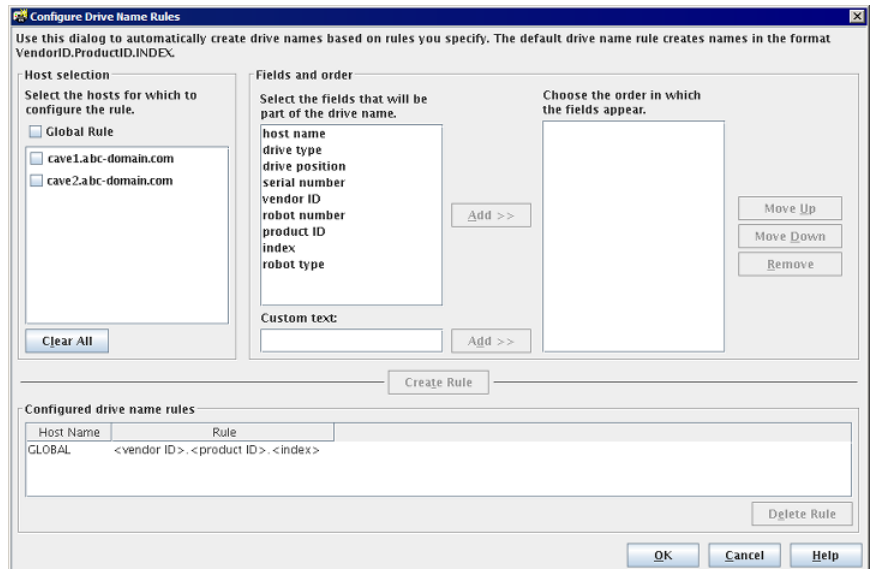 Configure Drive Name Rules
Use this dialog to automatically create drive names based on rules you specify. The default drive name rule creates names in the format
VendorID.ProductID.INDEX.
Host selection
Select the hosts for which to
configure the rule.
Global Rule
cave1.abc-domain.com
cave2.abc-domain.com
Clear All
Fields and order
Select the fields that will be
part of the drive name.
host name
drive type
drive position
serial number
vendor ID
robot number
product ID
index
robot type
Add >>
Custom text:
Add >>
Choose the order in which
the fields appear.
Move Up
Move Down
Remove
Create Rule
Configured drive name rules
Host Name Rule
GLOBAL <vendor ID>.<product ID>.<index>
Delete Rule
OK Cancel Help